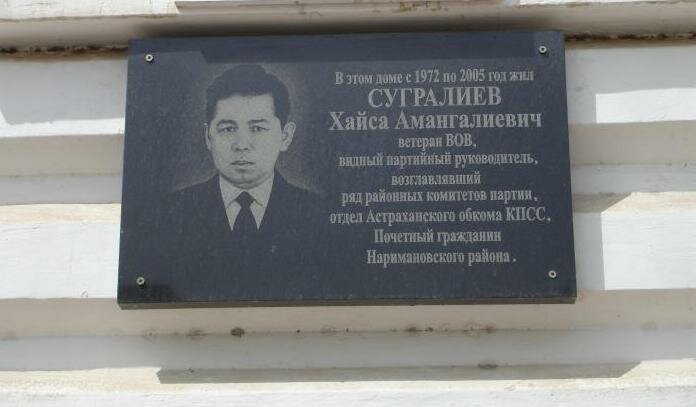 В этом доме с 1972 по 2005 год жил
СУГРАЛИЕВ
Хайса Амангалиевич
ветеран ВОВ,
видный партийный руководитель,
возглавлявший
ряд районных комитетов партии,
отдел Астраханского обкома КПСС,
Почетный гражданин
Наримановского района.